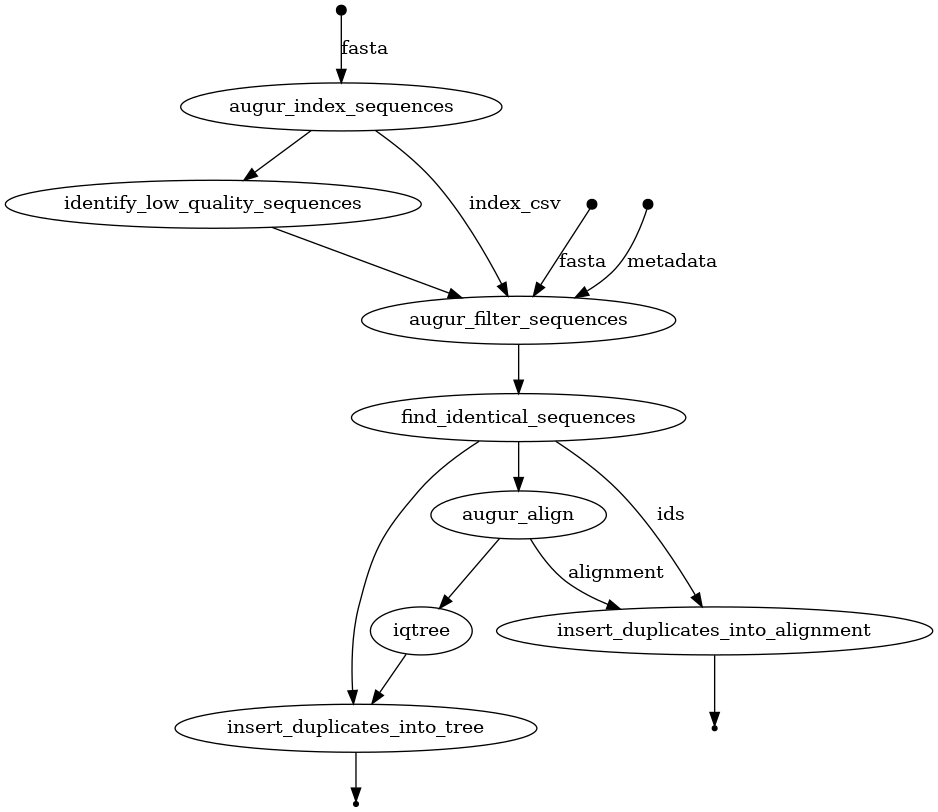 fasta
augur_index_sequences
identify_low_quality_sequences
index_csv
fasta
metadata
augur_filter_sequences
find_identical_sequences
augur_align
ids
alignment
iqtree
insert_duplicates_into_alignment
insert_duplicates_into_tree